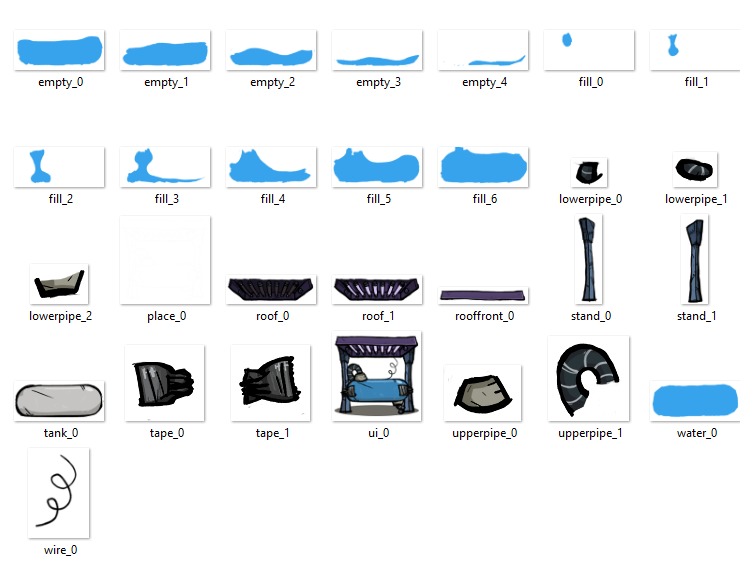 empty_0 empty_1 empty_2 empty_3 empty_4 fill_0 fill_1
fill_2 fill_3 fill_4 fill_5 fill_6 lowerpipe_0 lowerpipe_1
lowerpipe_2 place_0 roof_0 roof_1 rooffront_0 stand_0 stand_1
tank_0 tape_0 tape_1 ui_0 upperpipe_0 upperpipe_1 water_0
wire_0